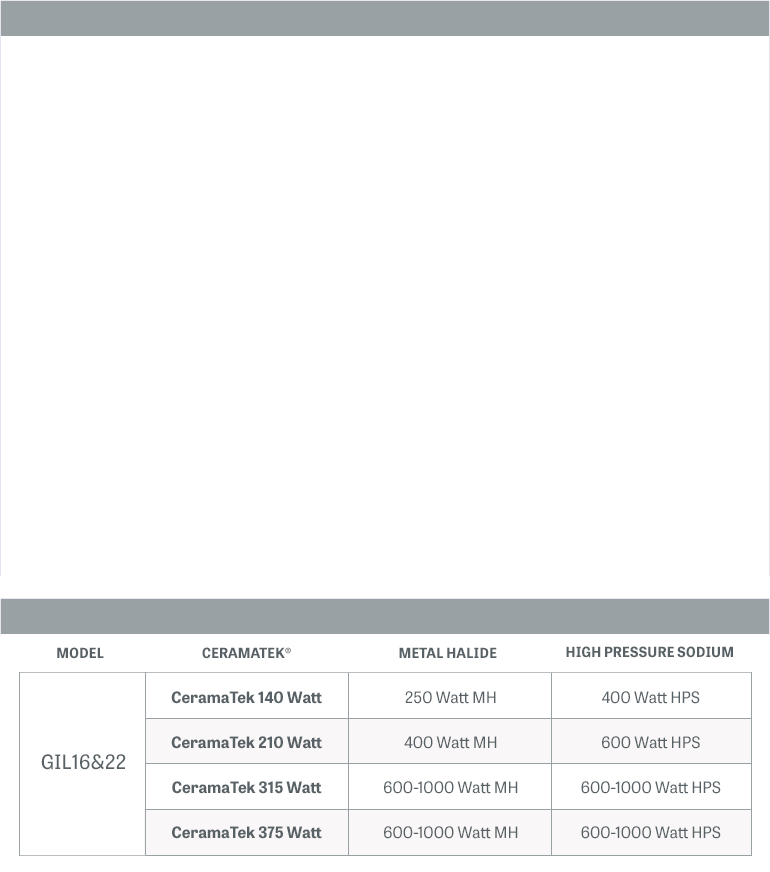 MODEL CERAMATEK® METAL HALIDE HIGH PRESSURE SODIUM
CeramaTek 140 Watt 250 Watt MH 400 Watt HPS
CeramaTek 210 Watt 400 Watt MH 600 Watt HPS
GIL16&22
CeramaTek 315 Watt 600-1000 Watt MH 600-1000 Watt HPS
CeramaTek 375 Watt 600-1000 Watt MH 600-1000 Watt HPS